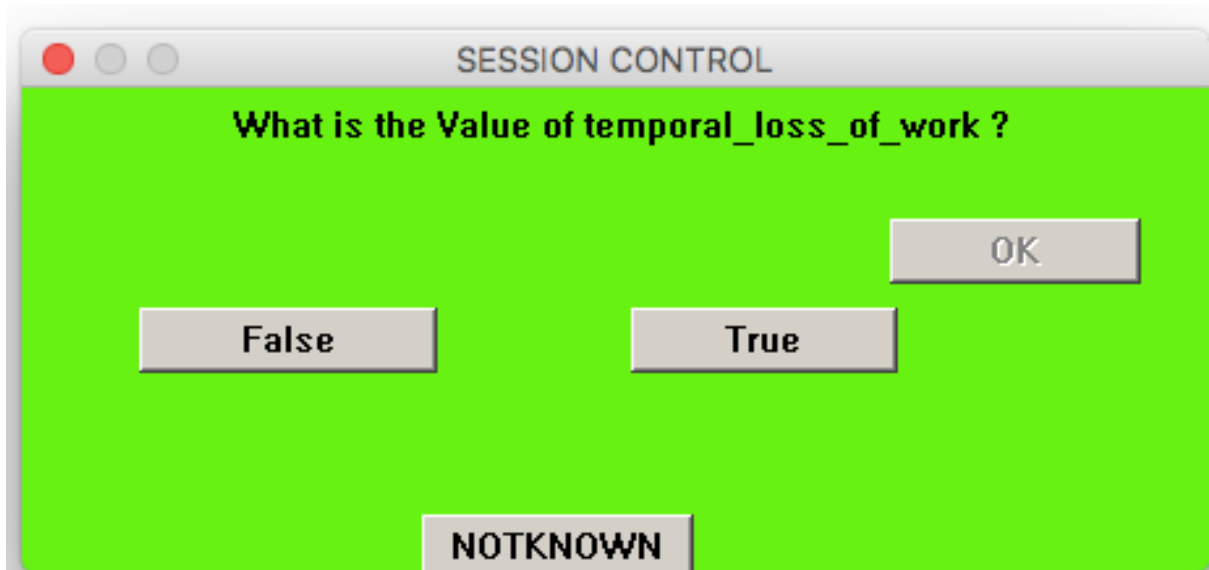 SESSION CONTROL
What is the Value of temporal_loss_of_work ?
OK
False True
NOTKNOWN